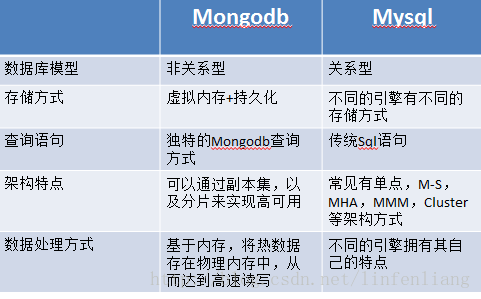 Mongodb
Mysql
数据库模型
非关系型
关系型
存储方式
虚拟内存+持久化
不同的引擎有不同的
存储方式
查询语句
独特的Mongodb查询
方式
传统Sql语句
架构特点
可以通过副本集，以
及分片来实现高可用
常见有单点，M-S，
MHA，MMM，Cluster
等架构方式
数据处理方式
基于内存，将热数据
存在物理内存中，从
而达到高速读写
不同的引擎拥有其自
己的特点
csdn.net/linfenliang